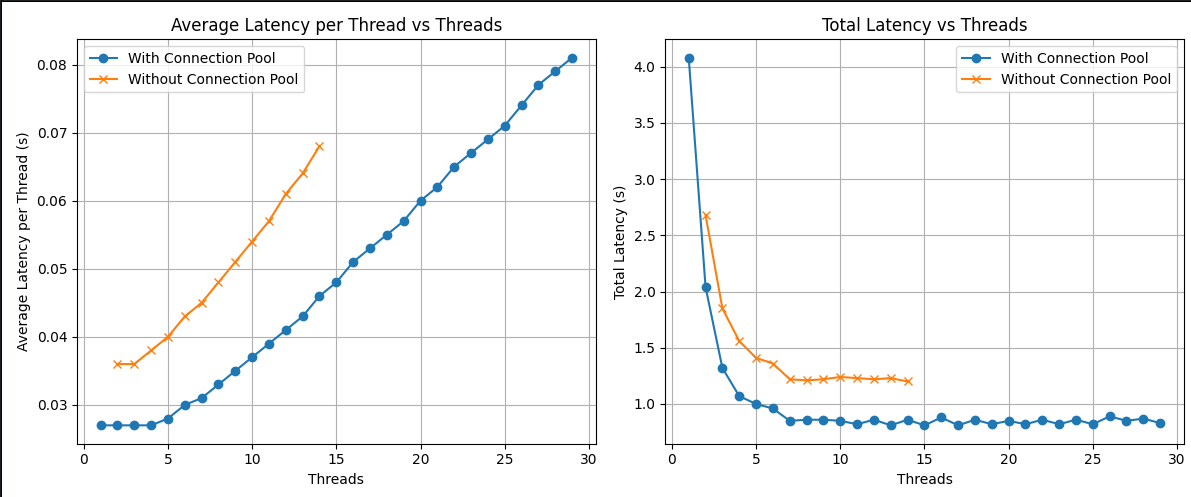 Average Latency per Thread vs Threads
With Connection Pool
Without Connection Pool
Average Latency per Thread (s)
0.08
0.07
0.06
0.05
0.04
0.03
0 5 10 15 20 25 30
Threads
Total Latency vs Threads
With Connection Pool
Without Connection Pool
Total Latency (s)
4.0
3.5
3.0
2.5
2.0
1.5
1.0
0 5 10 15 20 25 30
Threads